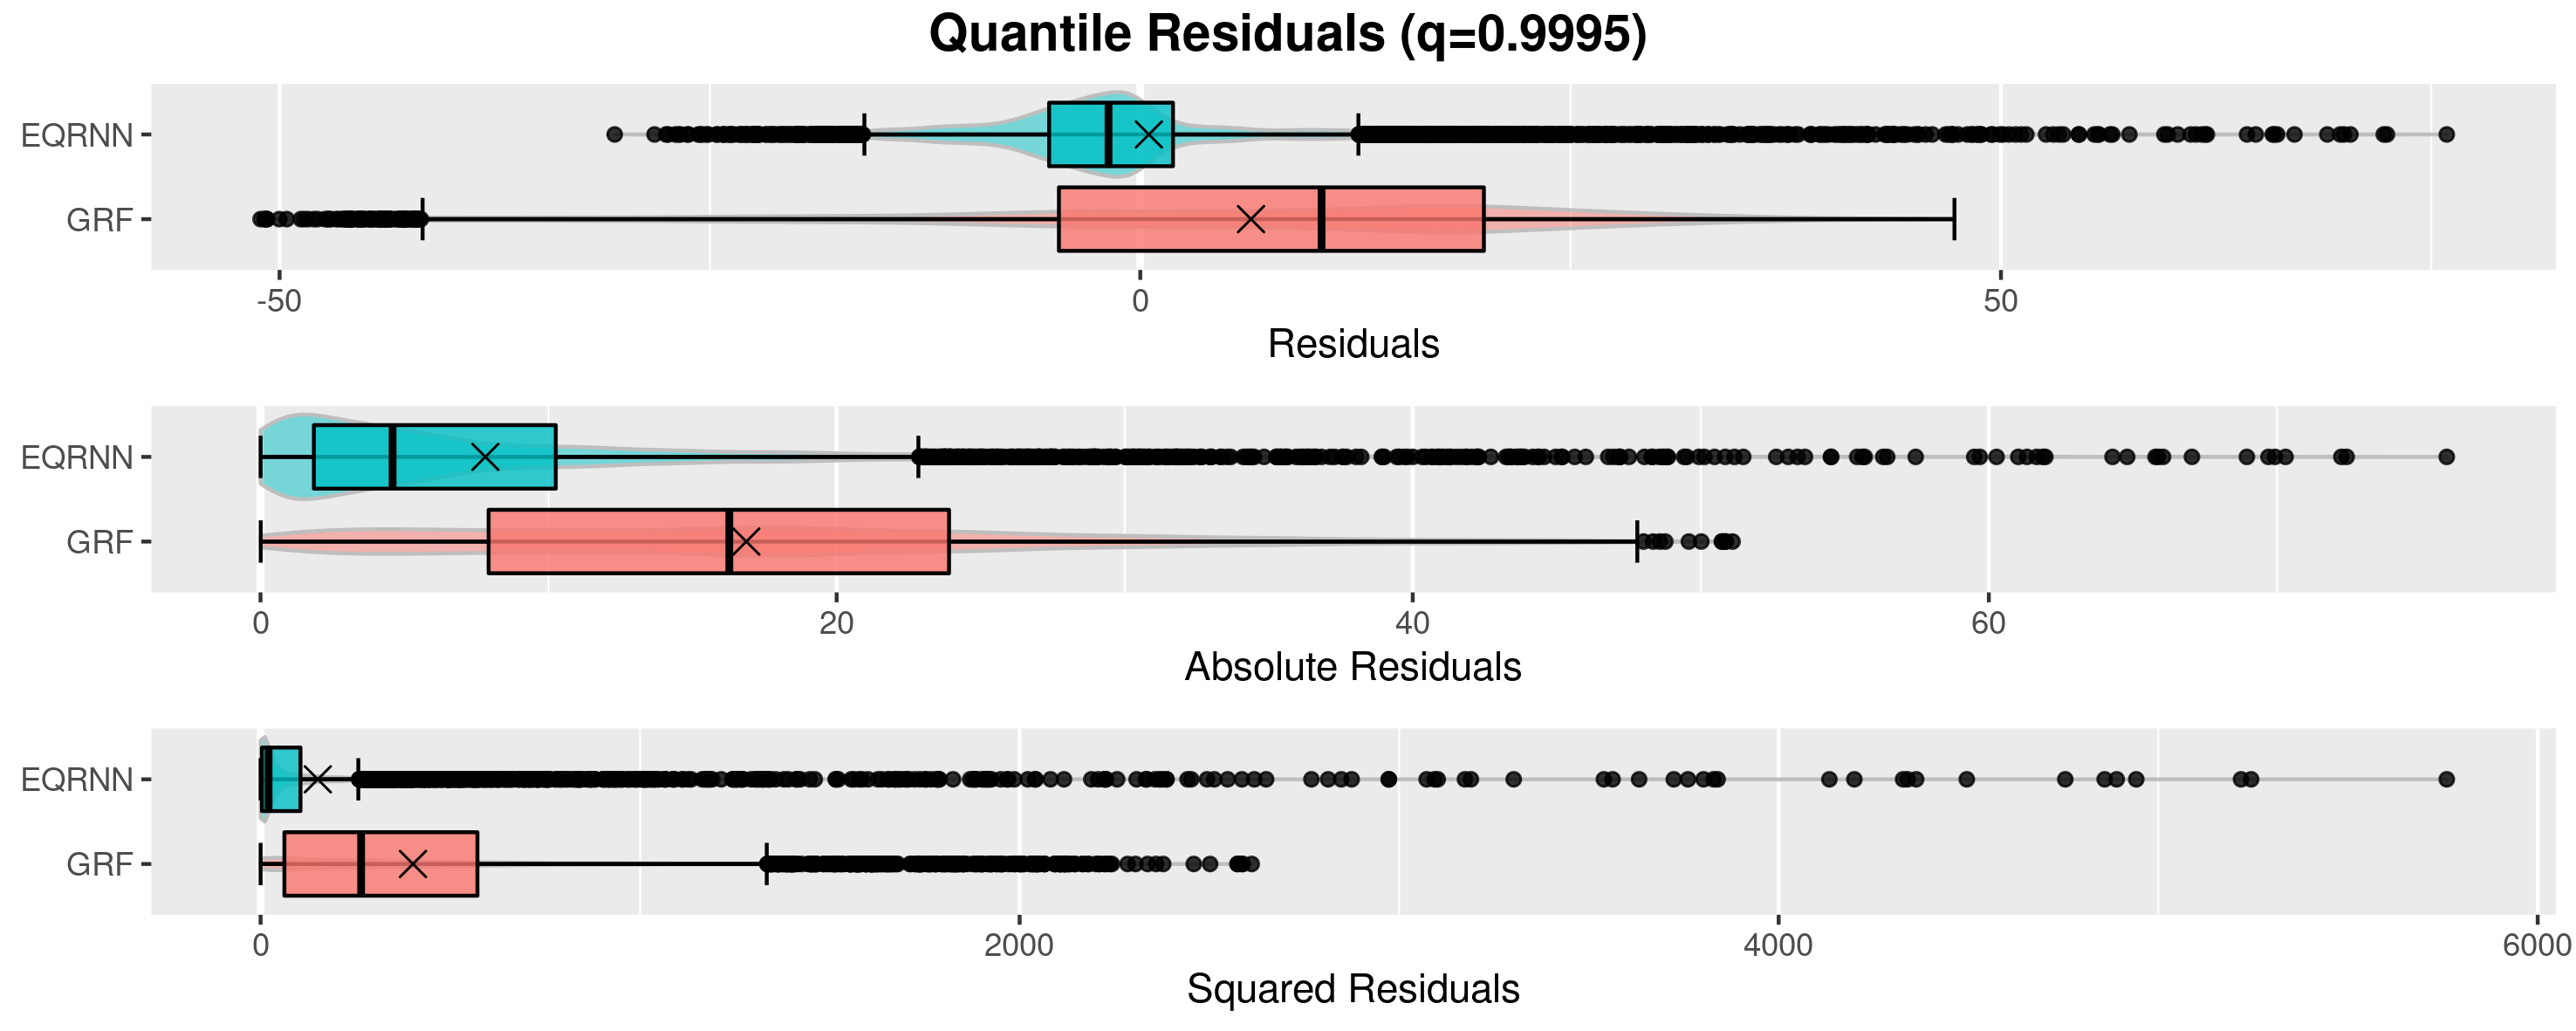 Quantile Residuals (q=0.9995)
EQRNN
GRF
-50 0 50
Residuals
EQRNN
GRF
0 20 40 60
Absolute Residuals
EQRNN
GRF
0 2000 4000 6000
Squared Residuals